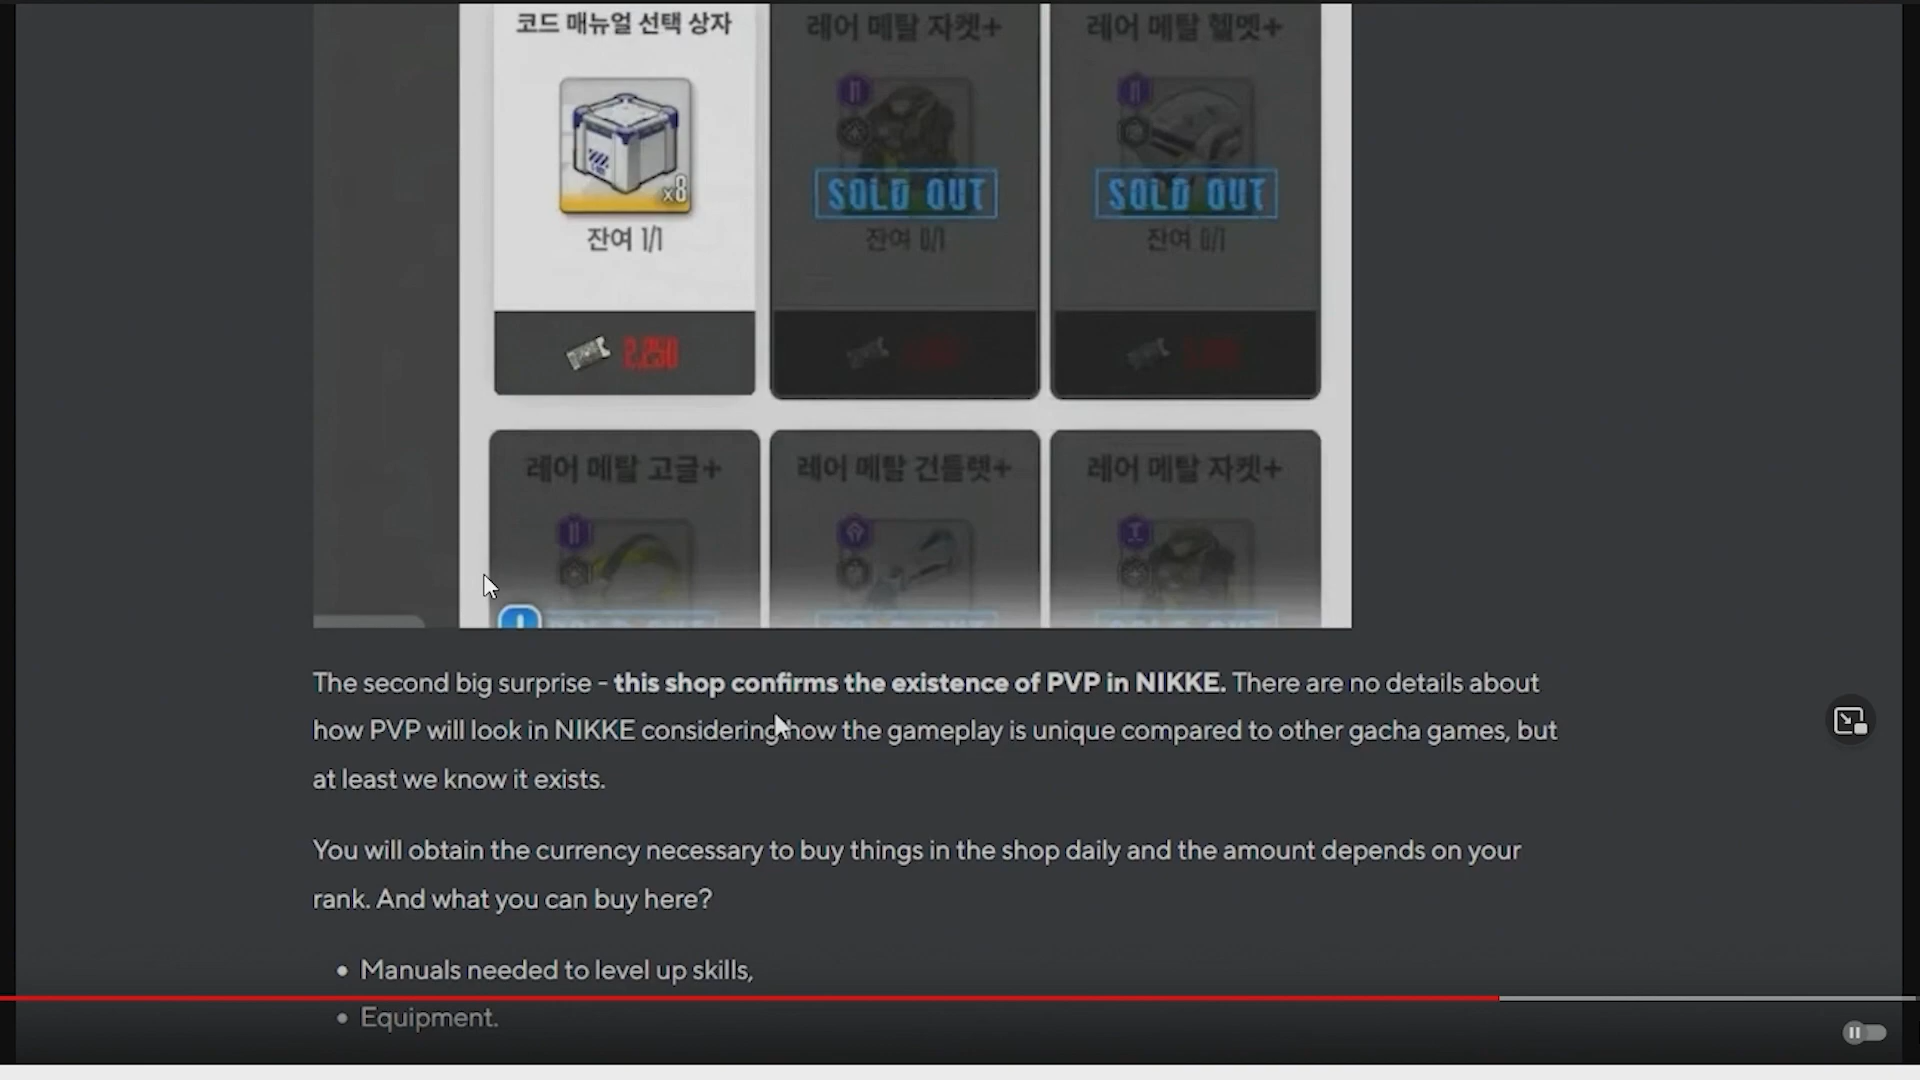 코드 매뉴얼 선택 상자
레어 메탈 자켓+
레어 메탈 헬멧+
x8
SOLD OUT
SOLD OUT
잔여 1/1
잔여 0/1
잔여 0/1
2,250
레어 메탈 고글+
레어 메탈 건틀렛+
레어 메탈 자켓+
The second big surprise - this shop confirms the existence of PVP in NIKKE. There are no details about
how PVP will look in NIKKE considering how the gameplay is unique compared to other gacha games, but
at least we know it exists.
You will obtain the currency necessary to buy things in the shop daily and the amount depends on your
rank. And what you can buy here?
• Manuals needed to level up skills,
• Equipment.